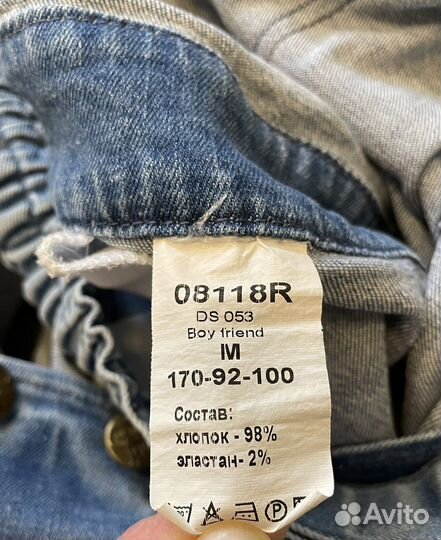 08118R
DS 053
Boy friend
M
170-92-100
Состав:
хлопок - 98%
эластан- 2%
P
Avito